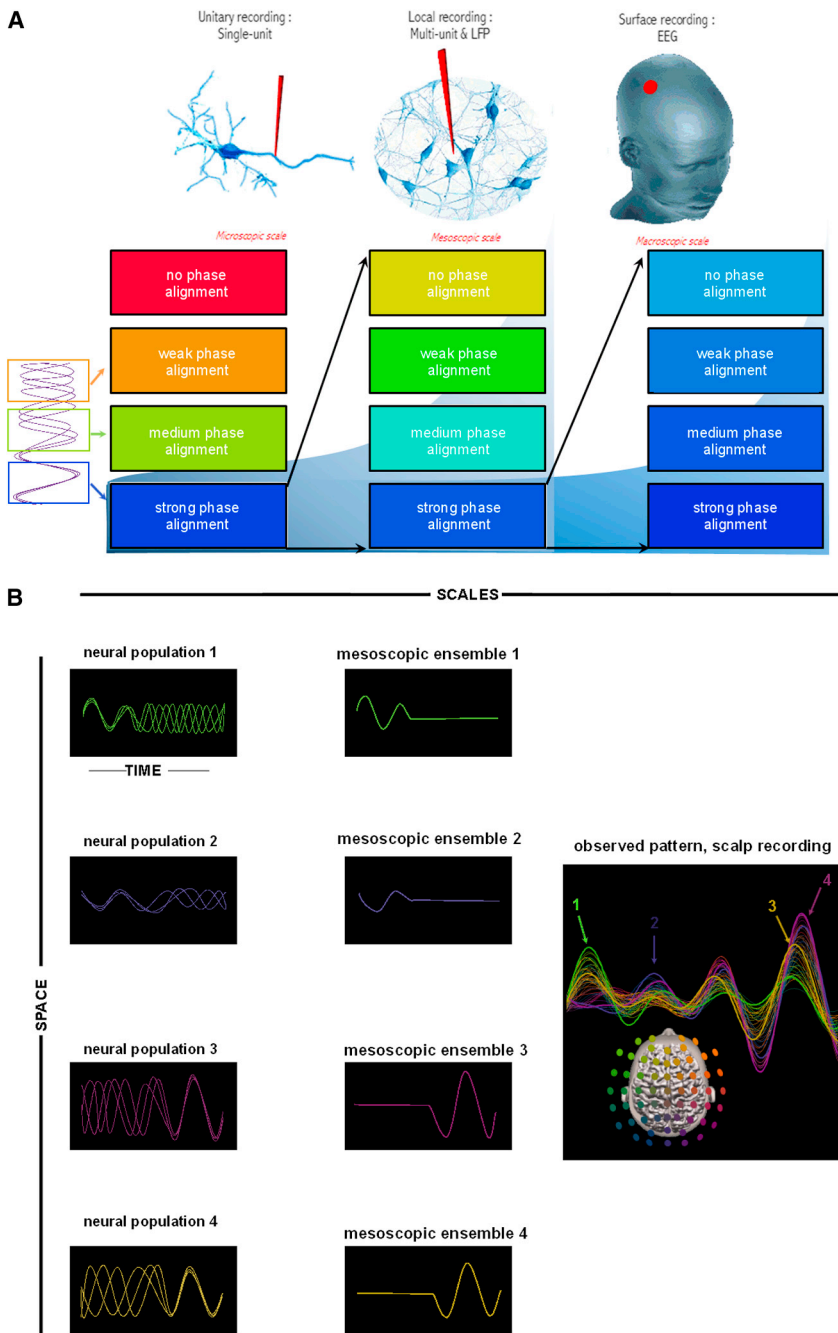 A
Unitary recording :
Single-unit
Local recording :
Multi-unit & LFP
Surface recording :
EEG
Microscopic scale
Mesoscopic scale
Macroscopic scale
no phase
alignment
no phase
alignment
no phase
alignment
weak phase
alignment
weak phase
alignment
weak phase
alignment
medium phase
alignment
medium phase
alignment
medium phase
alignment
strong phase
alignment
strong phase
alignment
strong phase
alignment
B
SCALES
SPACE
neural population 1
mesoscopic ensemble 1
TIME
neural population 2
mesoscopic ensemble 2
observed pattern, scalp recording
1
2
3
4
neural population 3
mesoscopic ensemble 3
neural population 4
mesoscopic ensemble 4